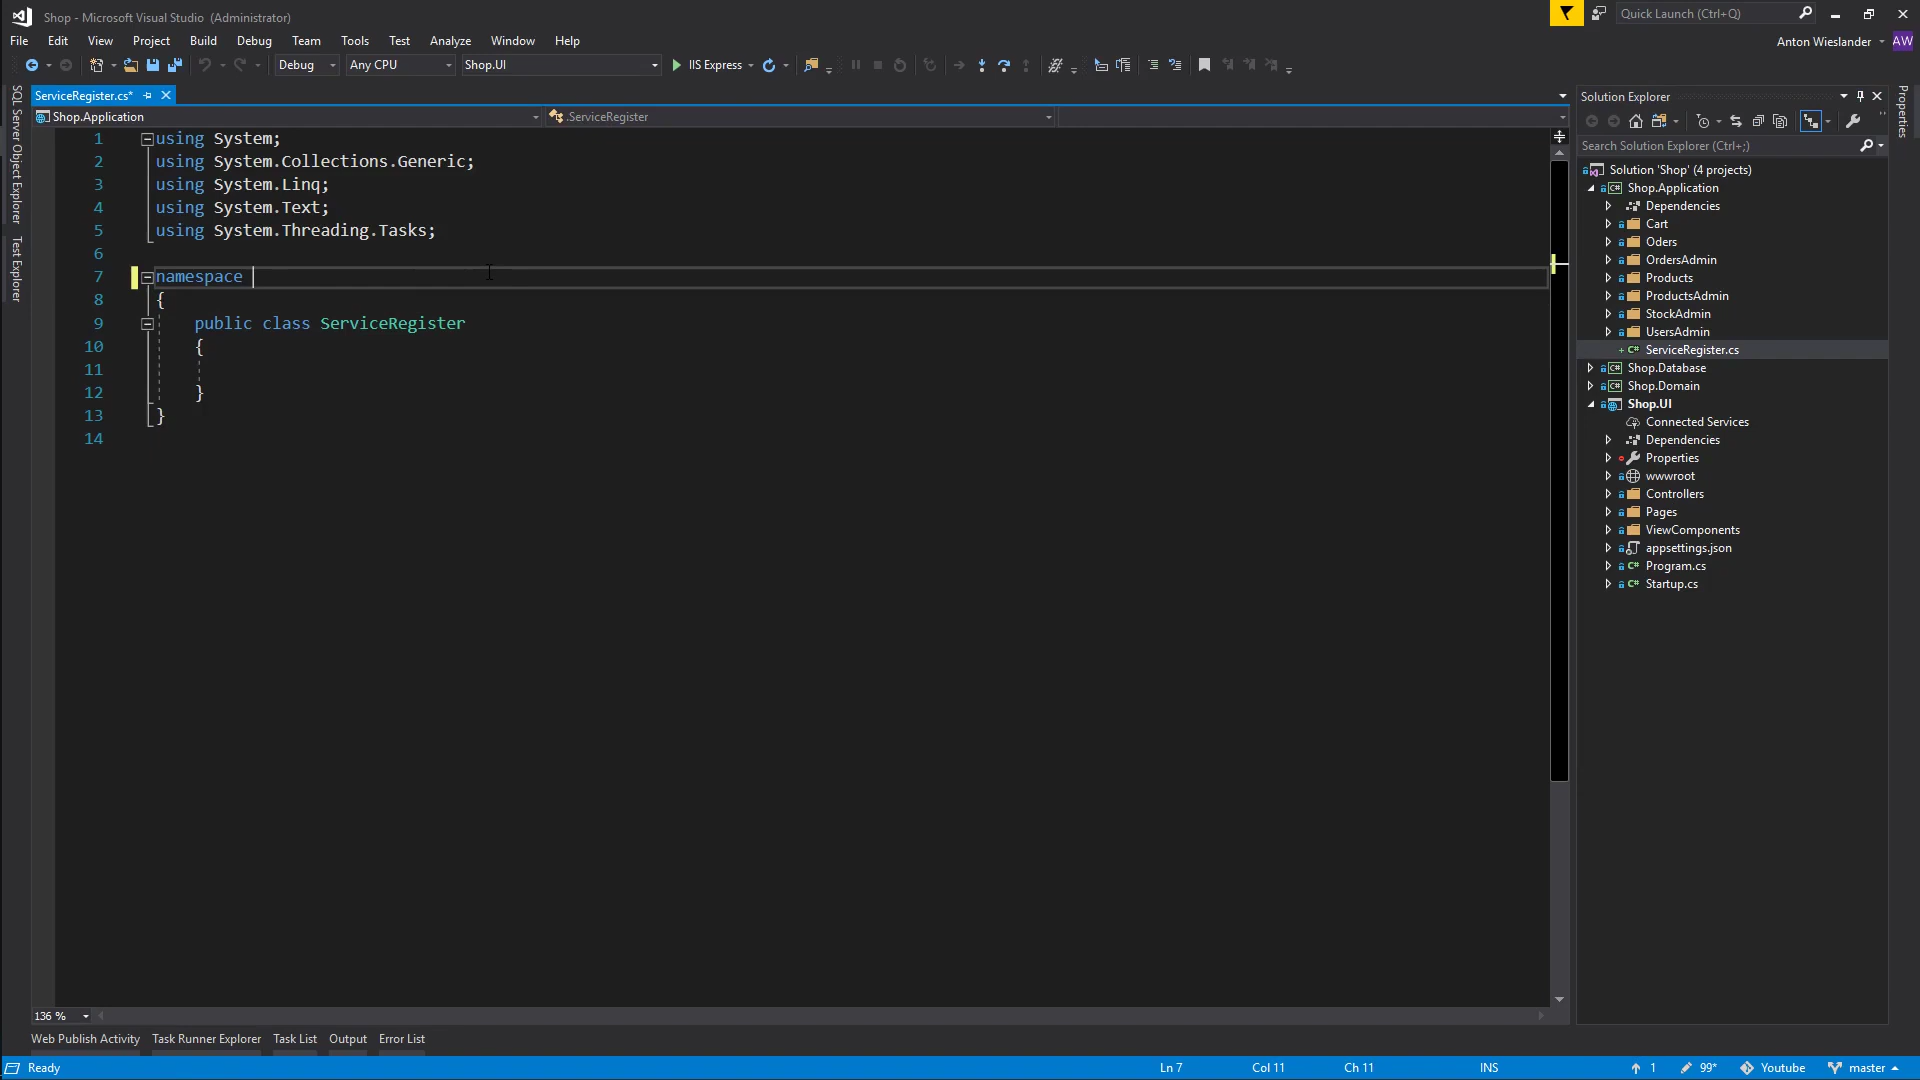 Shop - Microsoft Visual Studio (Administrator)
Quick Launch (Ctrl+Q)
File Edit View Project Build Debug Team Tools Test Analyze Window Help
Anton Wieslander AW
Debug Any CPU Shop.UI IIS Express
SQL Server Object Explorer
Test Explorer
ServiceRegister.cs*
Shop.Application
.ServiceRegister
1 using System;
2 using System.Collections.Generic;
3 using System.Linq;
4 using System.Text;
5 using System.Threading.Tasks;
6
7 namespace
8 {
9 public class ServiceRegister
10 {
11
12 }
13 }
14
136 %
Solution Explorer
Search Solution Explorer (Ctrl+;)
Solution 'Shop' (4 projects)
Shop.Application
Dependencies
Cart
Oders
OrdersAdmin
Products
ProductsAdmin
StockAdmin
UsersAdmin
ServiceRegister.cs
Shop.Database
Shop.Domain
Shop.UI
Connected Services
Dependencies
Properties
wwwroot
Controllers
Pages
ViewComponents
appsettings.json
Program.cs
Startup.cs
Properties
Web Publish Activity Task Runner Explorer Task List Output Error List
Ready Ln 7 Col 11 Ch 11 INS 1 99* Youtube master